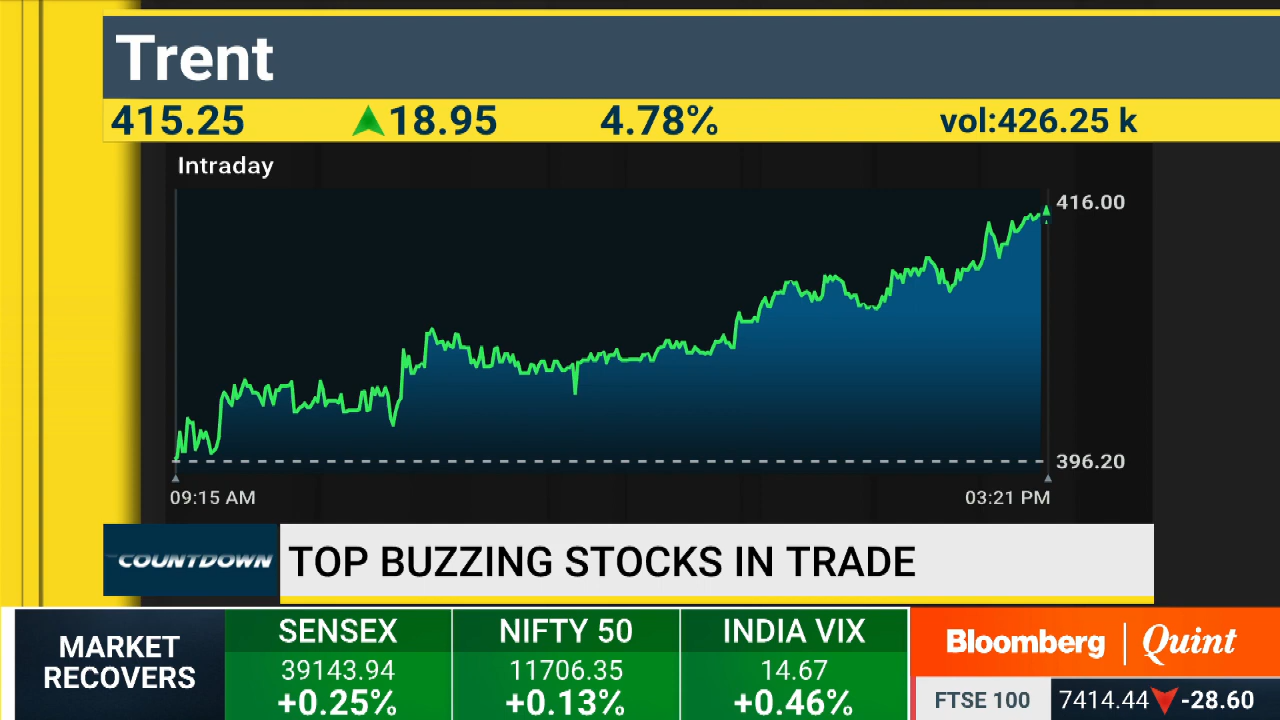 Trent
415.25 ▲ 18.95 4.78% vol:426.25 k
Intraday
416.00
396.20
09:15 AM 03:21 PM
COUNTDOWN
TOP BUZZING STOCKS IN TRADE
MARKET
RECOVERS
SENSEX
39143.94
+0.25%
NIFTY 50
11706.35
+0.13%
INDIA VIX
14.67
+0.46%
Bloomberg | Quint
FTSE 100 7414.44 ▼ -28.60